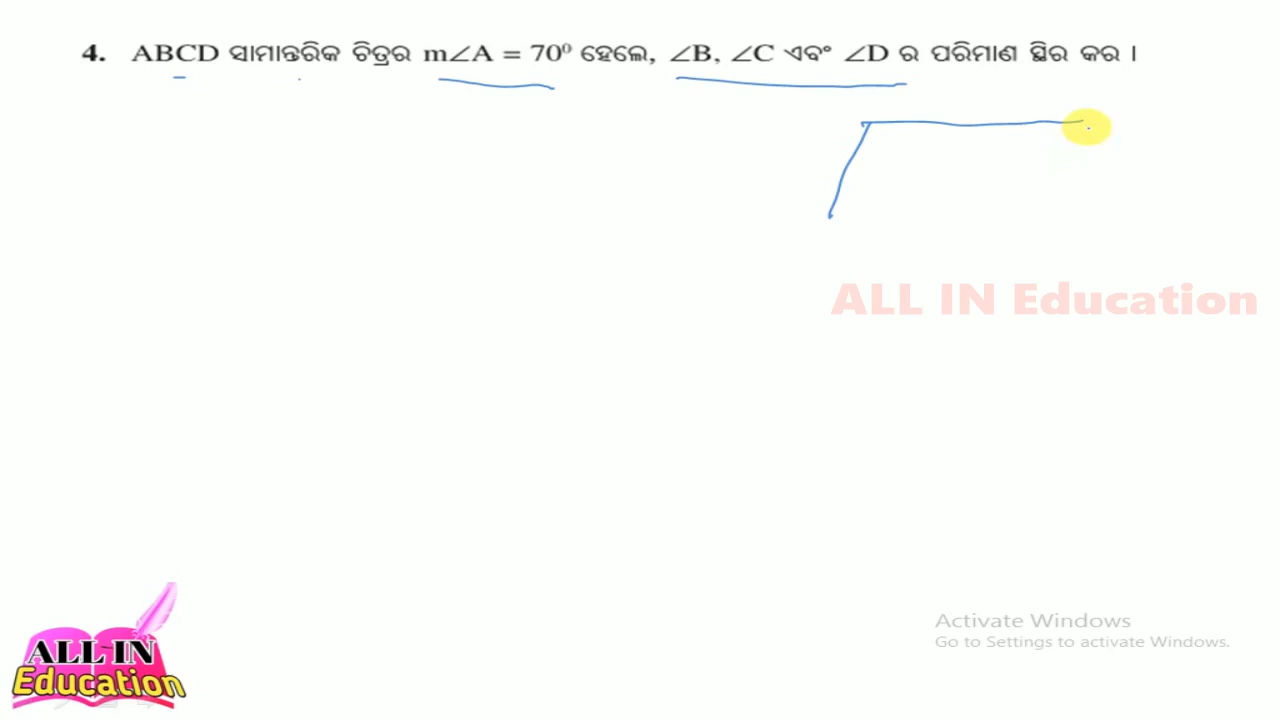 4. ABCD ସାମାନ୍ତରିକ ଚିତ୍ରର m∠A = 70⁰ ହେଲେ, ∠B, ∠C ଏବଂ ∠D ର ପରିମାଣ ସ୍ଥିର କର ।
ALL IN Education
Activate Windows
Go to Settings to activate Windows.
ALL IN
Education